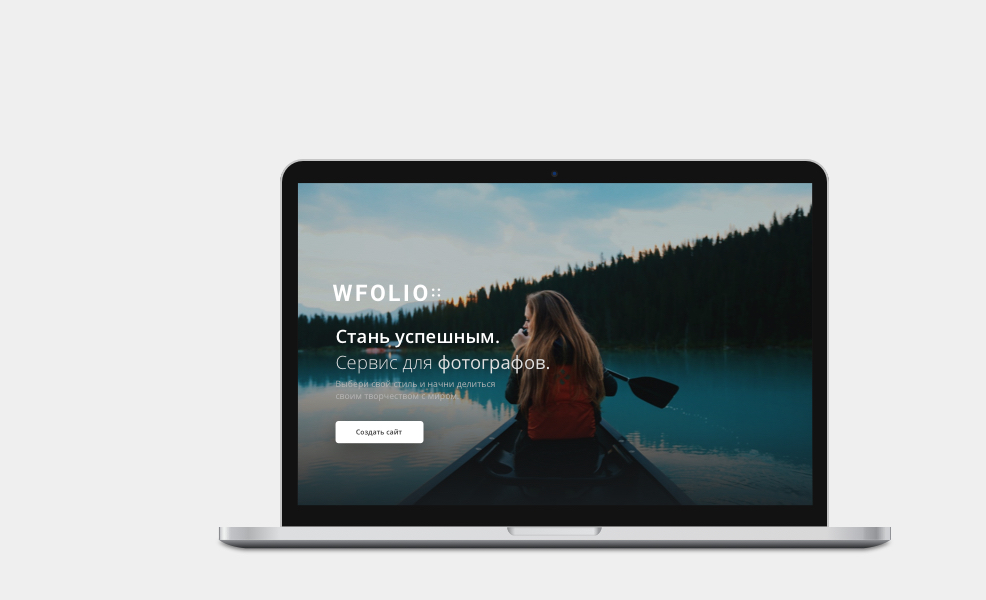 WFOLIO::
Стань успешным.
Сервис для фотографов.
Выбери свой стиль и начни делиться
своим творчеством с миром.
Создать сайт